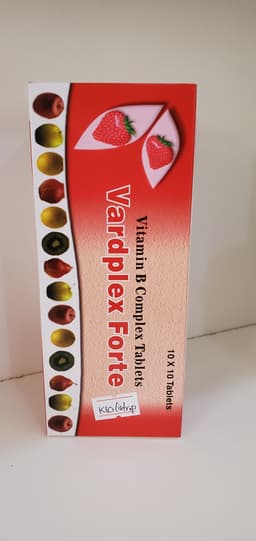 10 X 10 Tablets
Vitamin B Complex Tablets
Vardplex Forte
K10/strip